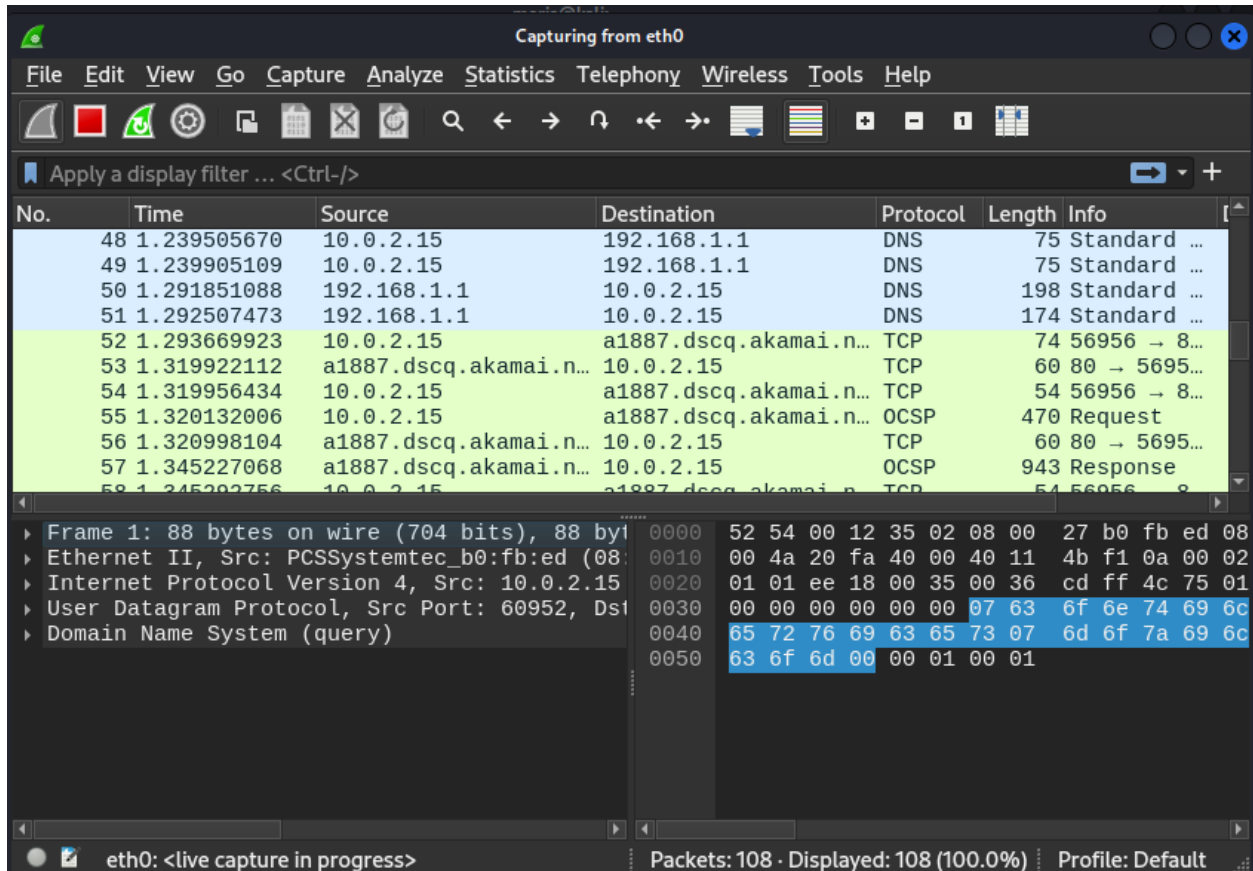 Capturing from eth0
File Edit View Go Capture Analyze Statistics Telephony Wireless Tools Help
Apply a display filter … <Ctrl-/>
No. Time Source Destination Protocol Length Info
48 1.239505670 10.0.2.15 192.168.1.1 DNS 75 Standard …
49 1.239905109 10.0.2.15 192.168.1.1 DNS 75 Standard …
50 1.291851088 192.168.1.1 10.0.2.15 DNS 198 Standard …
51 1.292507473 192.168.1.1 10.0.2.15 DNS 174 Standard …
52 1.293669923 10.0.2.15 a1887.dscq.akamai.n… TCP 74 56956 → 8…
53 1.319922112 a1887.dscq.akamai.n… 10.0.2.15 TCP 60 80 → 5695…
54 1.319956434 10.0.2.15 a1887.dscq.akamai.n… TCP 54 56956 → 8…
55 1.320132006 10.0.2.15 a1887.dscq.akamai.n… OCSP 470 Request
56 1.320998104 a1887.dscq.akamai.n… 10.0.2.15 TCP 60 80 → 5695…
57 1.345227068 a1887.dscq.akamai.n… 10.0.2.15 OCSP 943 Response
58 1.345292756 10.0.2.15 a1887.dscq.akamai.n… TCP 54 56956 → 8…
Frame 1: 88 bytes on wire (704 bits), 88 byt
Ethernet II, Src: PCSSystemtec_b0:fb:ed (08:
Internet Protocol Version 4, Src: 10.0.2.15
User Datagram Protocol, Src Port: 60952, Dst
Domain Name System (query)
0000 52 54 00 12 35 02 08 00 27 b0 fb ed 08
0010 00 4a 20 fa 40 00 40 11 4b f1 0a 00 02
0020 01 01 ee 18 00 35 00 36 cd ff 4c 75 01
0030 00 00 00 00 00 00 07 63 6f 6e 74 69 6c
0040 65 72 76 69 63 65 73 07 6d 6f 7a 69 6c
0050 63 6f 6d 00 00 01 00 01
eth0: <live capture in progress>
Packets: 108 · Displayed: 108 (100.0%)
Profile: Default